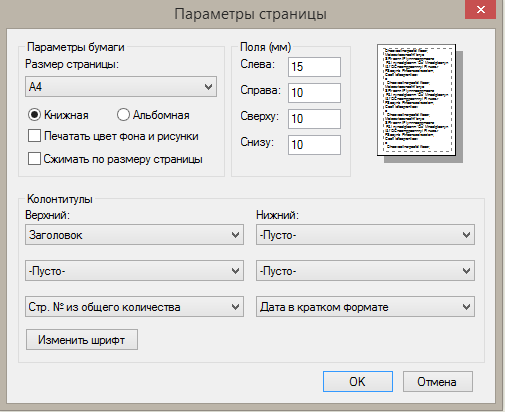 Параметры страницы
Параметры бумаги
Размер страницы:
A4
Книжная
Альбомная
Печатать цвет фона и рисунки
Сжимать по размеру страницы
Поля (мм)
Слева: 15
Справа: 10
Сверху: 10
Снизу: 10
Колонтитулы
Верхний: Нижний:
Заголовок -Пусто-
-Пусто- -Пусто-
Стр. № из общего количества Дата в кратком формате
Изменить шрифт
OK Отмена